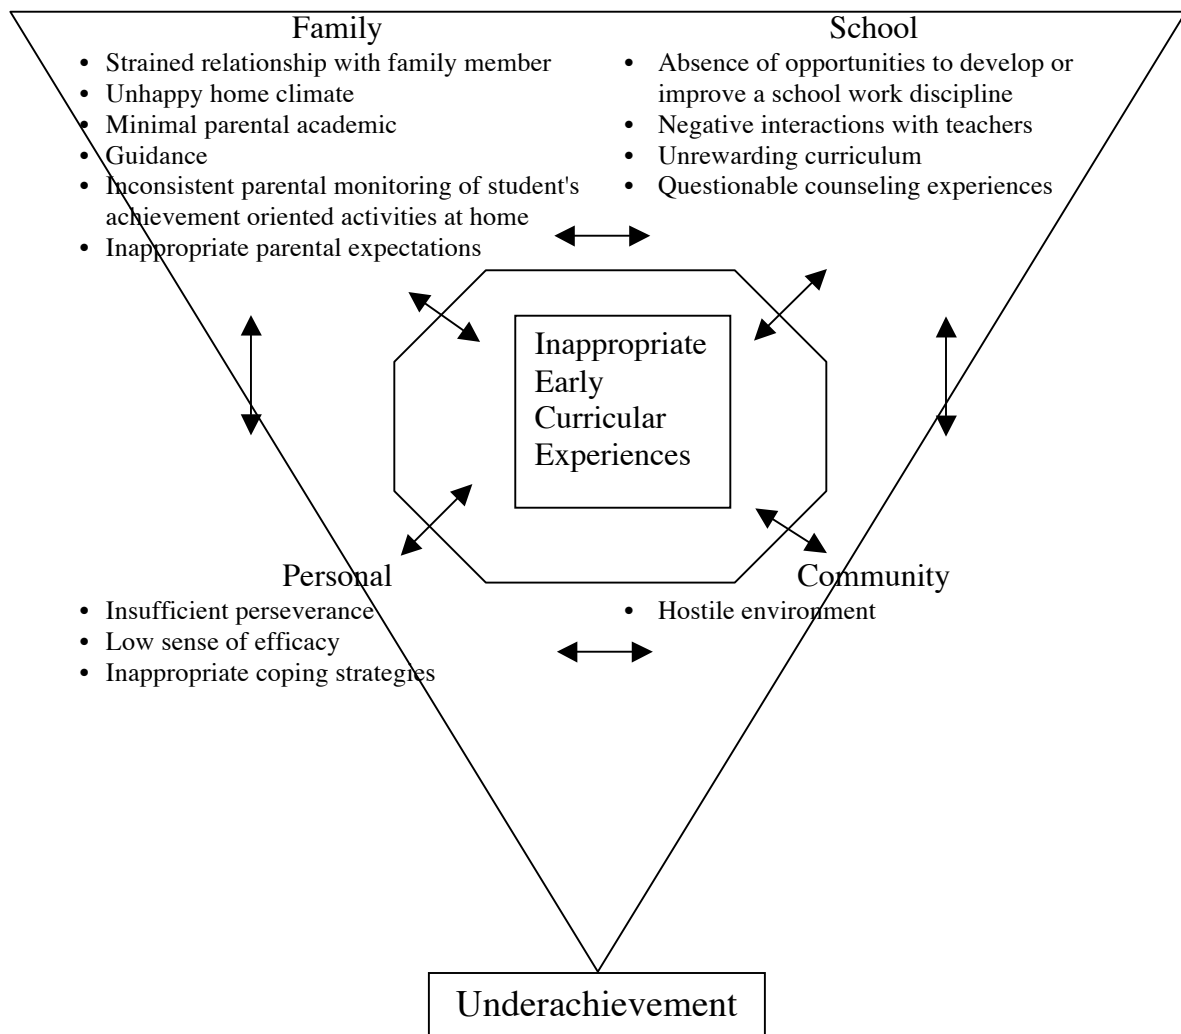 Family
• Strained relationship with family member
• Unhappy home climate
• Minimal parental academic
• Guidance
• Inconsistent parental monitoring of student's
achievement oriented activities at home
• Inappropriate parental expectations
School
• Absence of opportunities to develop or
improve a school work discipline
• Negative interactions with teachers
• Unrewarding curriculum
• Questionable counseling experiences
Inappropriate
Early
Curricular
Experiences
Personal
• Insufficient perseverance
• Low sense of efficacy
• Inappropriate coping strategies
Community
• Hostile environment
Underachievement